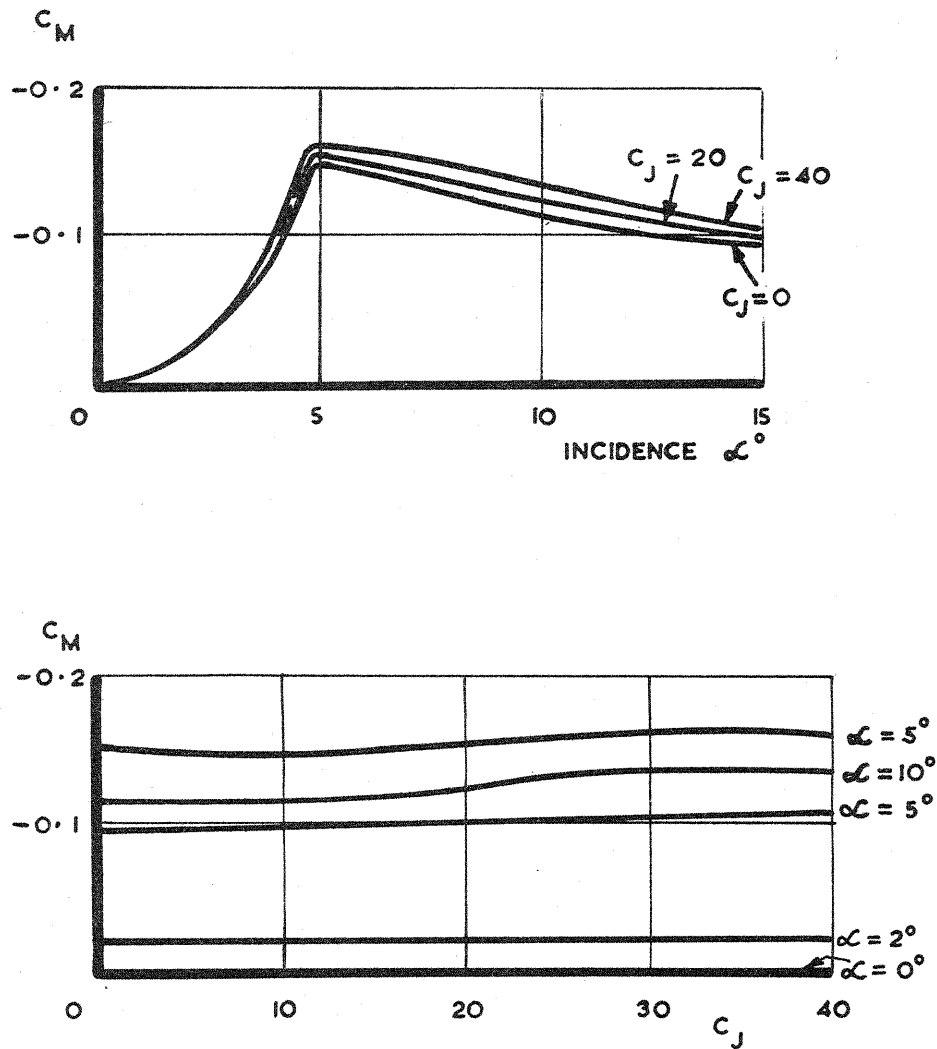 C_M
-0.2
C_J = 20
C_J = 40
-0.1
C_J = 0
0 5 10 15
INCIDENCE α°
C_M
-0.2
α = 5°
α = 10°
α = 5°
-0.1
α = 2°
α = 0°
0 10 20 30 40
C_J